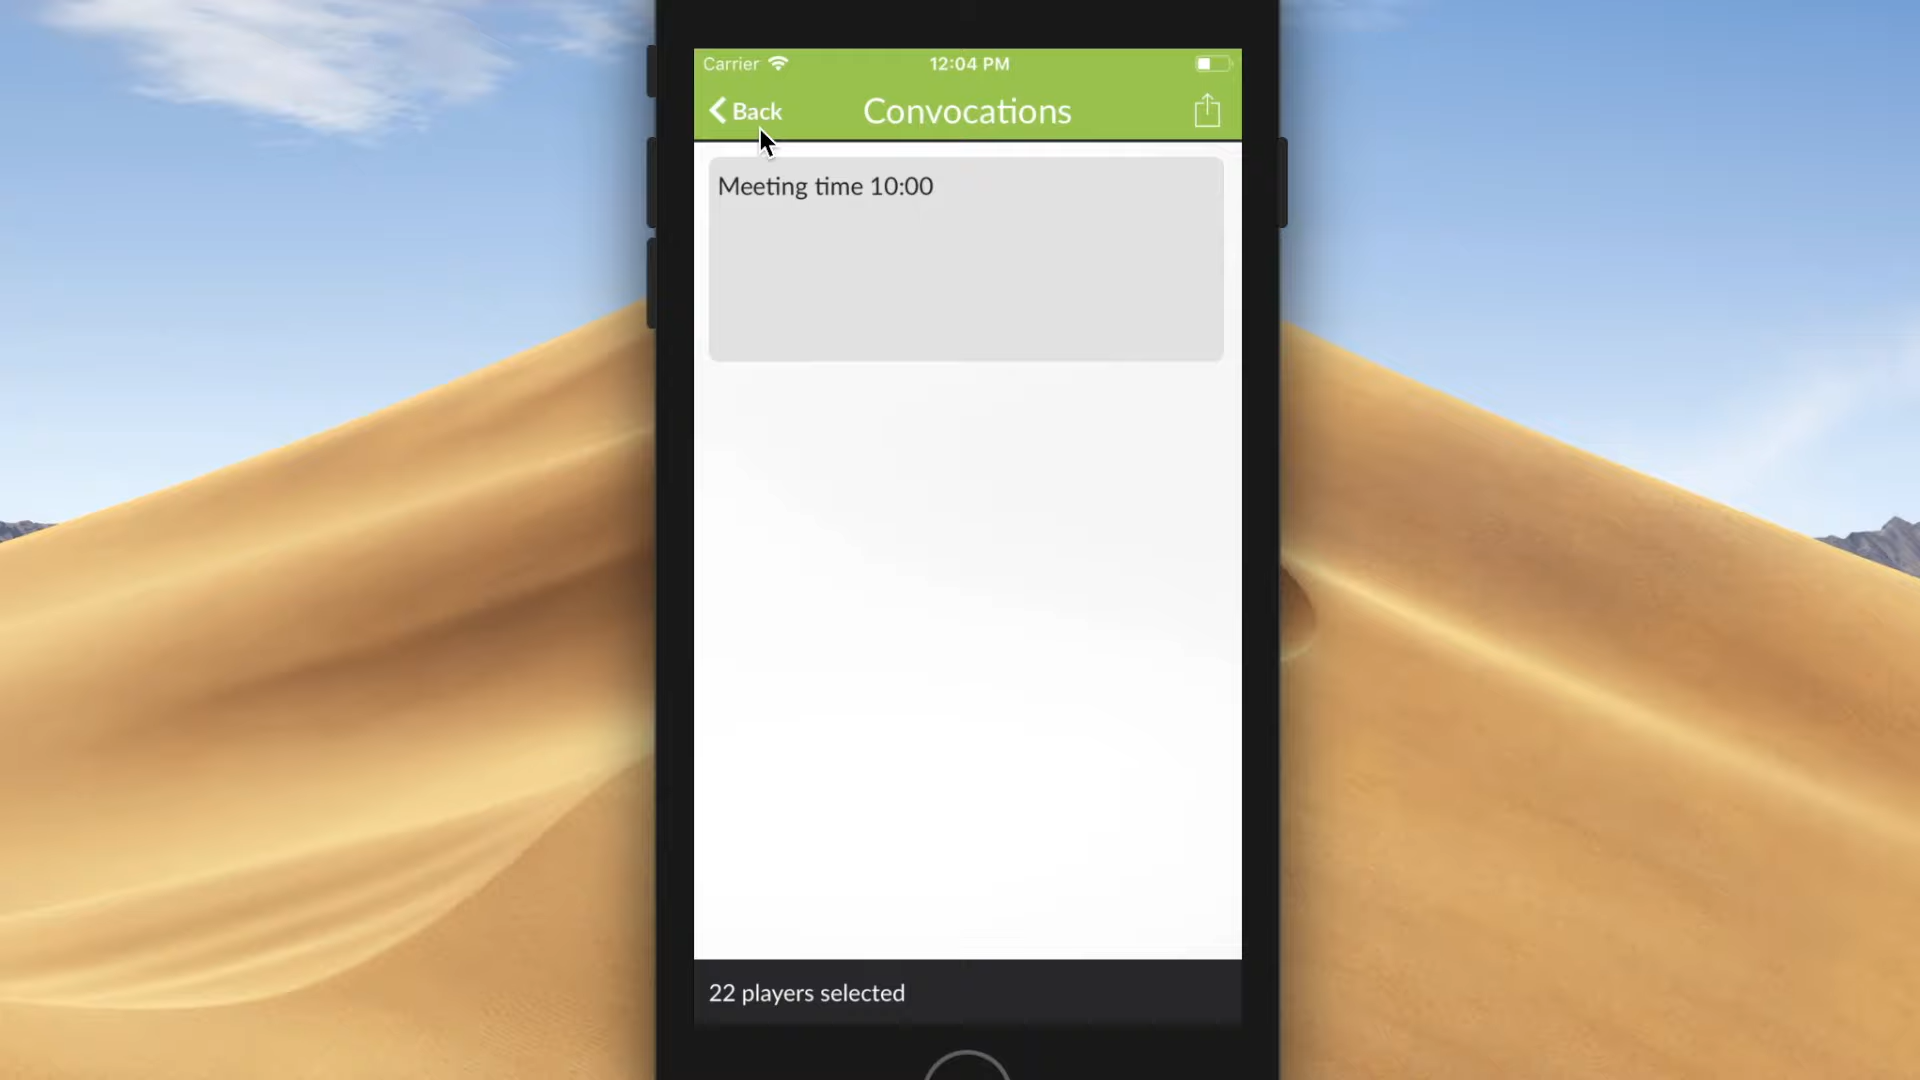 Carrier
12:04 PM
Back
Convocations
Meeting time 10:00
22 players selected